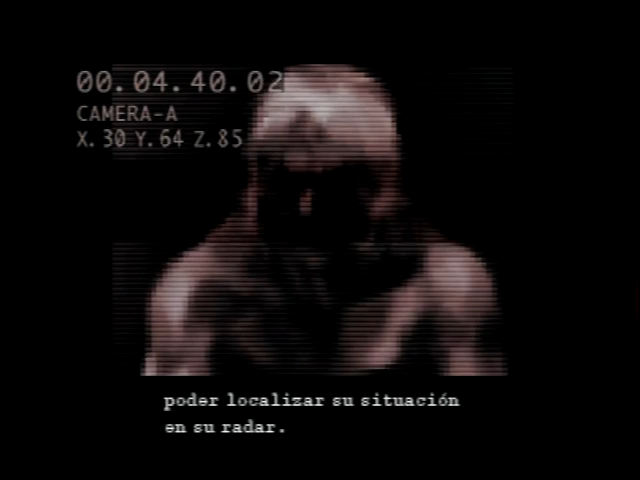 00.04.40.02
CAMERA-A
X.30 Y.64 Z.85
poder localizar su situación
en su radar.